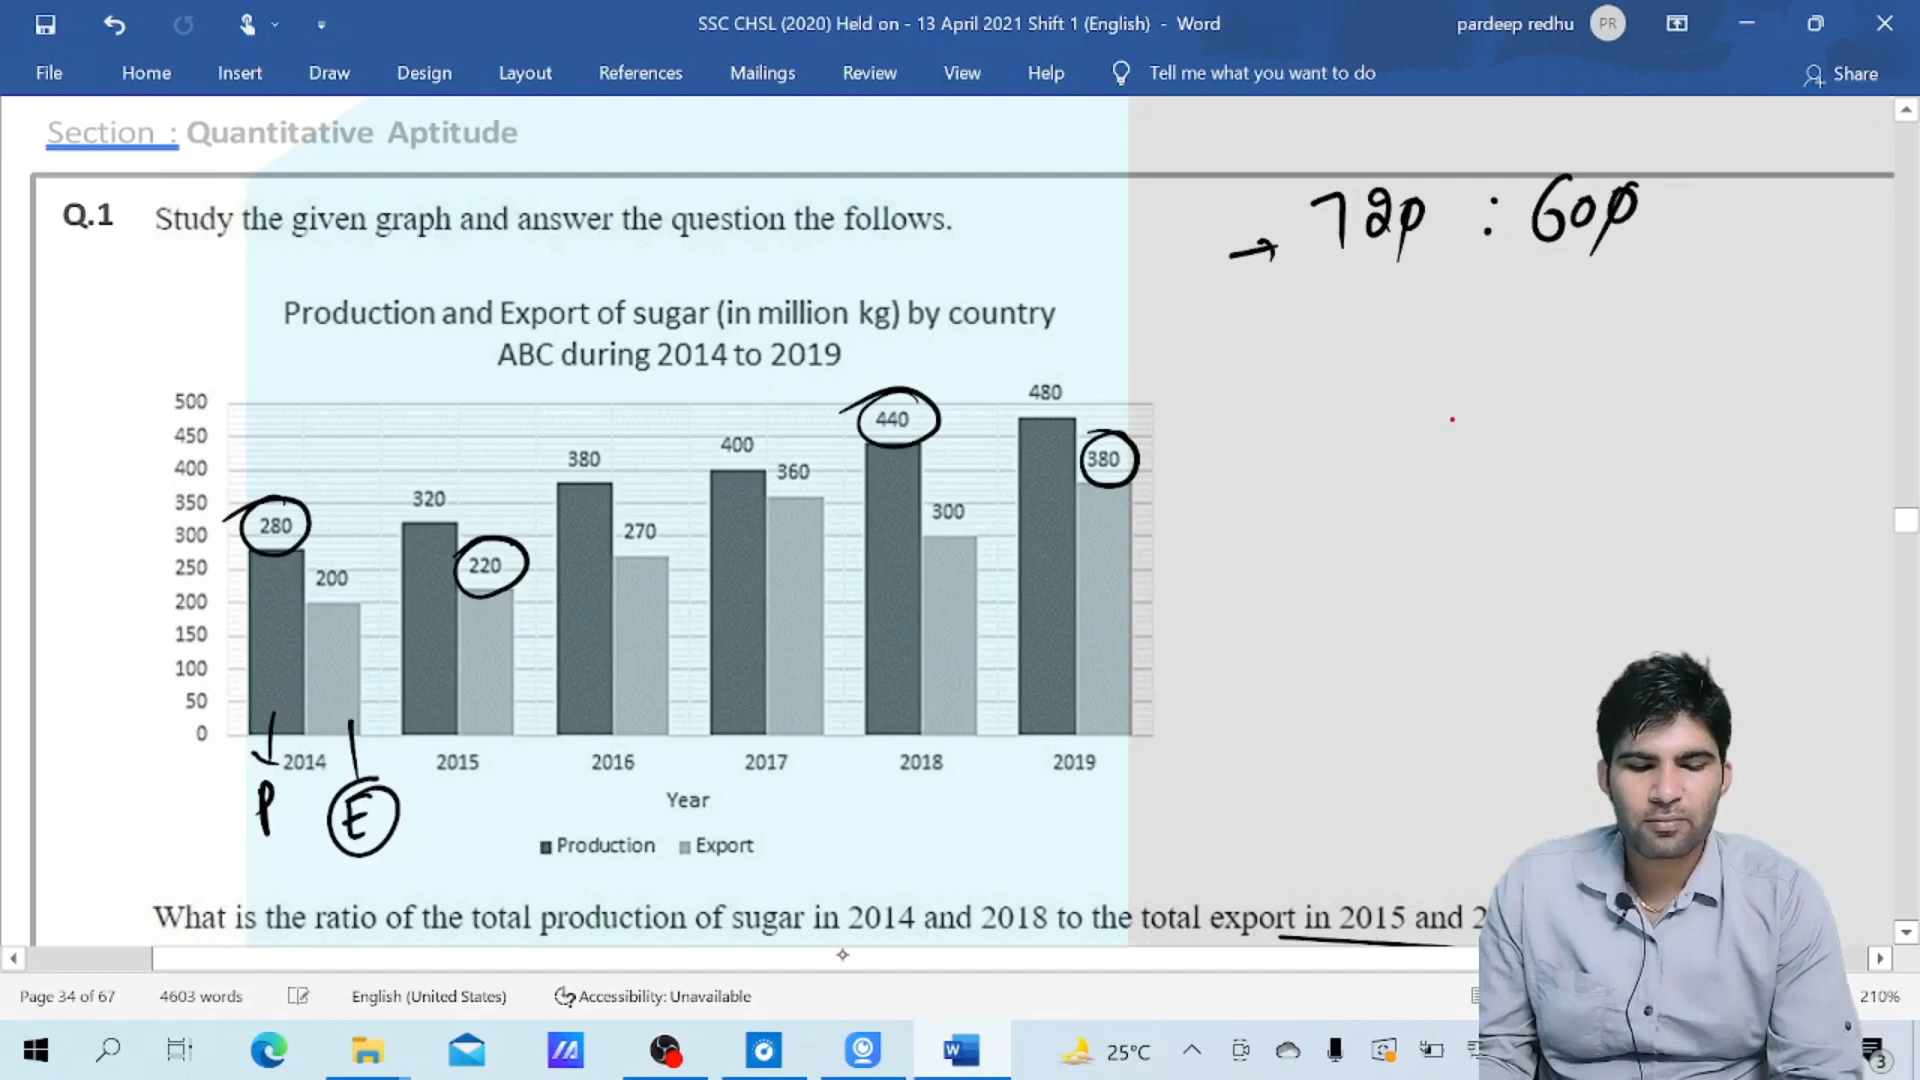 SSC CHSL (2020) Held on - 13 April 2021 Shift 1 (English) - Word
pardeep redhu PR
File Home Insert Draw Design Layout References Mailings Review View Help Tell me what you want to do Share
Section : Quantitative Aptitude
Q.1 Study the given graph and answer the question the follows.
720 : 600
Production and Export of sugar (in million kg) by country
ABC during 2014 to 2019
500
450
400
350
300
250
200
150
100
50
0
280
200
320
220
380
270
400
360
440
300
480
380
2014 2015 2016 2017 2018 2019
P E
Year
Production Export
What is the ratio of the total production of sugar in 2014 and 2018 to the total export in 2015 and 2
Page 34 of 67 4603 words English (United States) Accessibility: Unavailable 210%
25°C
3